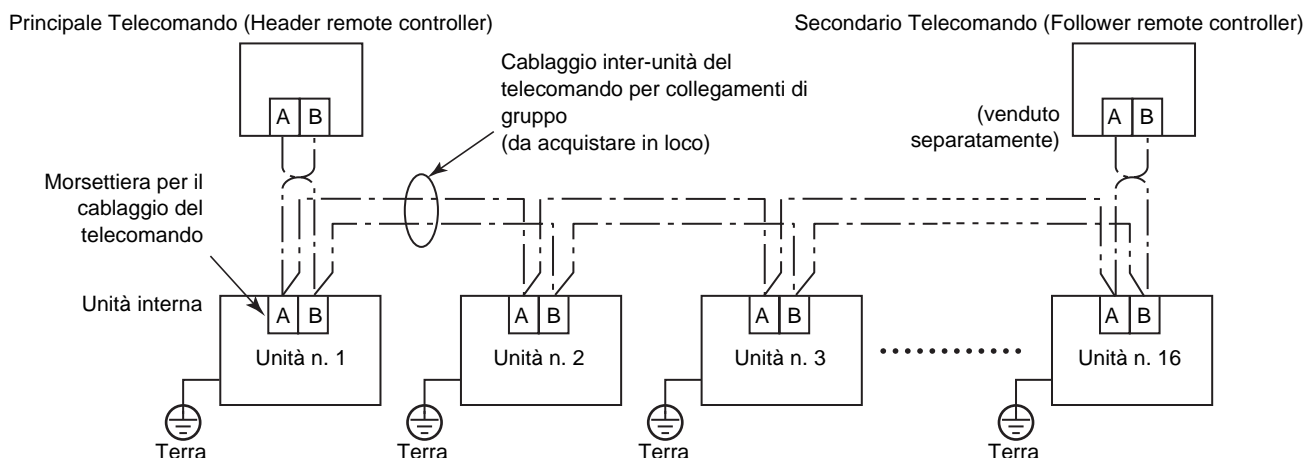 Principale Telecomando (Header remote controller)
Secondario Telecomando (Follower remote controller)
Cablaggio inter-unità del
telecomando per collegamenti di
gruppo
(da acquistare in loco)
(venduto
separatamente)
A B
A B
Morsettiera per il
cablaggio del
telecomando
Unità interna
A B
A B
A B
A B
Unità n. 1
Unità n. 2
Unità n. 3
Unità n. 16
Terra
Terra
Terra
Terra